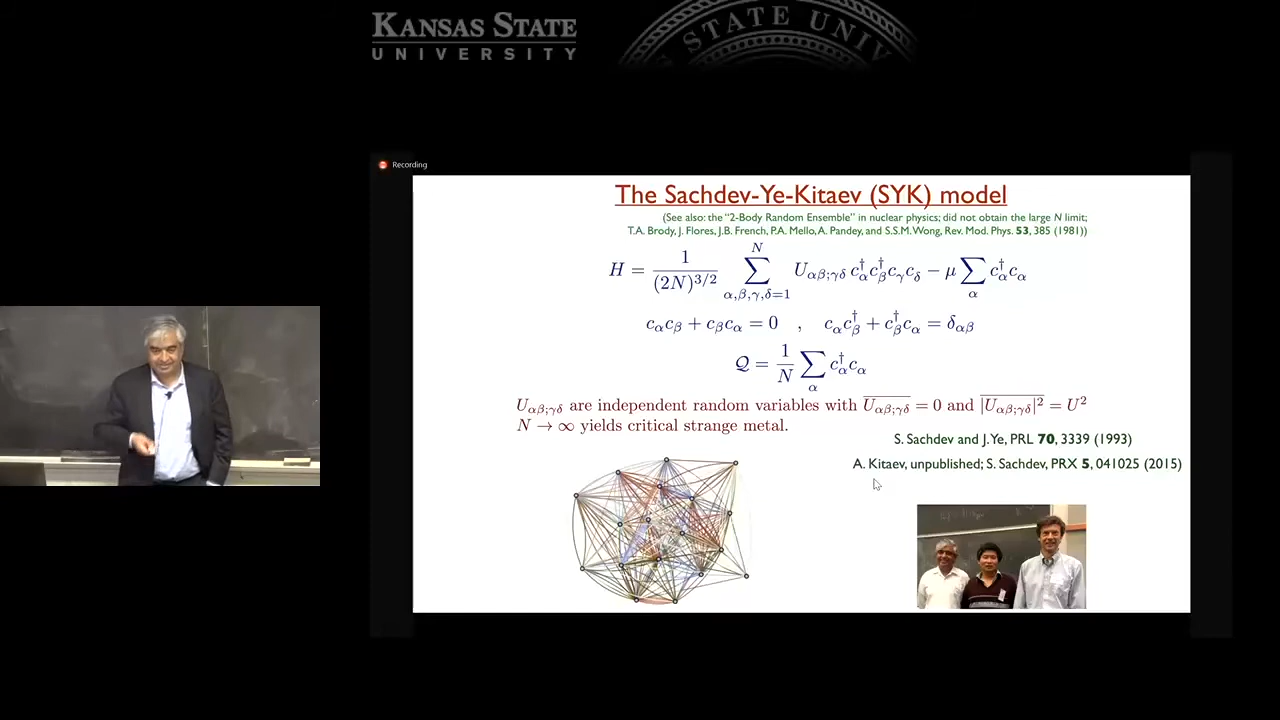 KANSAS STATE
UNIVERSITY
STATE UNIV
Recording
The Sachdev-Ye-Kitaev (SYK) model
(See also: the “2-Body Random Ensemble” in nuclear physics; did not obtain the large N limit;
T.A. Brody, J. Flores, J.B. French, P.A. Mello, A. Pandey, and S.S.M. Wong, Rev. Mod. Phys. 53, 385 (1981))
H = \frac{1}{(2N)^{3/2}} \sum_{α,β,γ,δ=1}^{N} U_{αβ;γδ} c_α^† c_β^† c_γ c_δ − μ \sum_α c_α^† c_α
c_α c_β + c_β c_α = 0 , c_α c_β^† + c_β^† c_α = δ_{αβ}
𝒬 = \frac{1}{N} \sum_α c_α^† c_α
U_{αβ;γδ} are independent random variables with \overline{U_{αβ;γδ}} = 0 and \overline{|U_{αβ;γδ}|^2} = U^2
N → ∞ yields critical strange metal.
S. Sachdev and J. Ye, PRL 70, 3339 (1993)
A. Kitaev, unpublished; S. Sachdev, PRX 5, 041025 (2015)